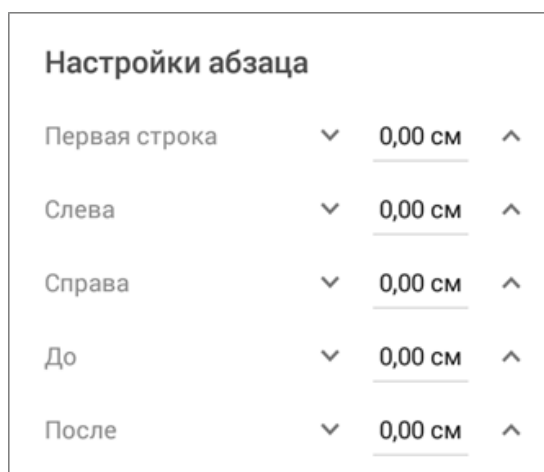 Настройки абзаца
Первая строка 0,00 см
Слева 0,00 см
Справа 0,00 см
До 0,00 см
После 0,00 см